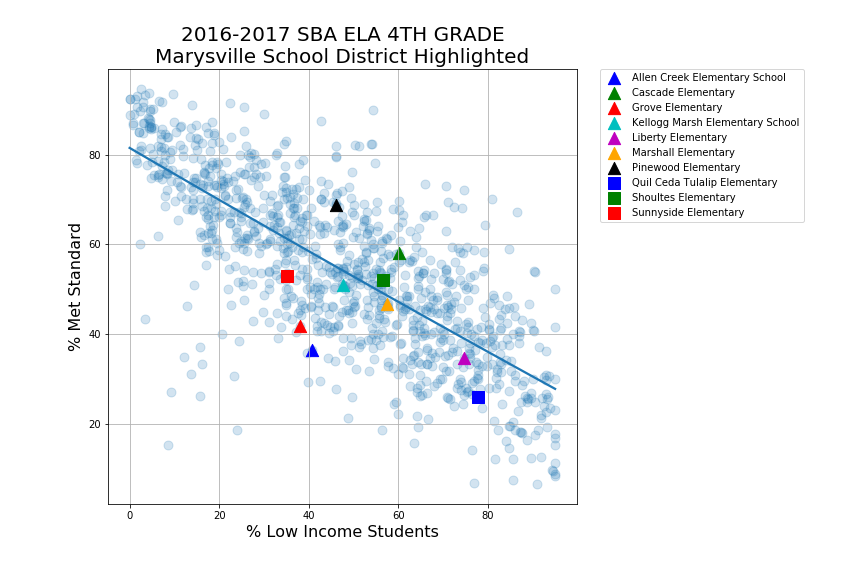 2016-2017 SBA ELA 4TH GRADE
Marysville School District Highlighted
Allen Creek Elementary School
Cascade Elementary
Grove Elementary
Kellogg Marsh Elementary School
Liberty Elementary
Marshall Elementary
Pinewood Elementary
Quil Ceda Tulalip Elementary
Shoultes Elementary
Sunnyside Elementary
% Met Standard
80
60
40
20
0 20 40 60 80
% Low Income Students